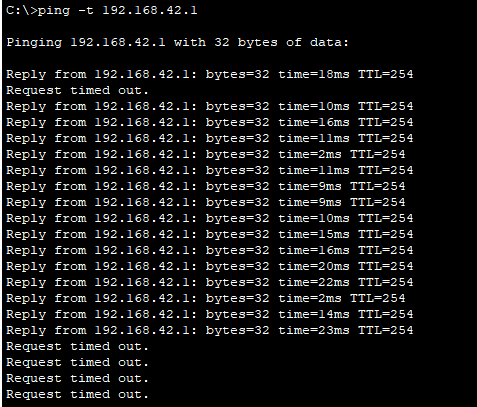 C:\>ping -t 192.168.42.1
Pinging 192.168.42.1 with 32 bytes of data:
Reply from 192.168.42.1: bytes=32 time=18ms TTL=254
Request timed out.
Reply from 192.168.42.1: bytes=32 time=10ms TTL=254
Reply from 192.168.42.1: bytes=32 time=16ms TTL=254
Reply from 192.168.42.1: bytes=32 time=11ms TTL=254
Reply from 192.168.42.1: bytes=32 time=2ms TTL=254
Reply from 192.168.42.1: bytes=32 time=11ms TTL=254
Reply from 192.168.42.1: bytes=32 time=9ms TTL=254
Reply from 192.168.42.1: bytes=32 time=9ms TTL=254
Reply from 192.168.42.1: bytes=32 time=10ms TTL=254
Reply from 192.168.42.1: bytes=32 time=15ms TTL=254
Reply from 192.168.42.1: bytes=32 time=16ms TTL=254
Reply from 192.168.42.1: bytes=32 time=20ms TTL=254
Reply from 192.168.42.1: bytes=32 time=22ms TTL=254
Reply from 192.168.42.1: bytes=32 time=2ms TTL=254
Reply from 192.168.42.1: bytes=32 time=14ms TTL=254
Reply from 192.168.42.1: bytes=32 time=23ms TTL=254
Request timed out.
Request timed out.
Request timed out.
Request timed out.